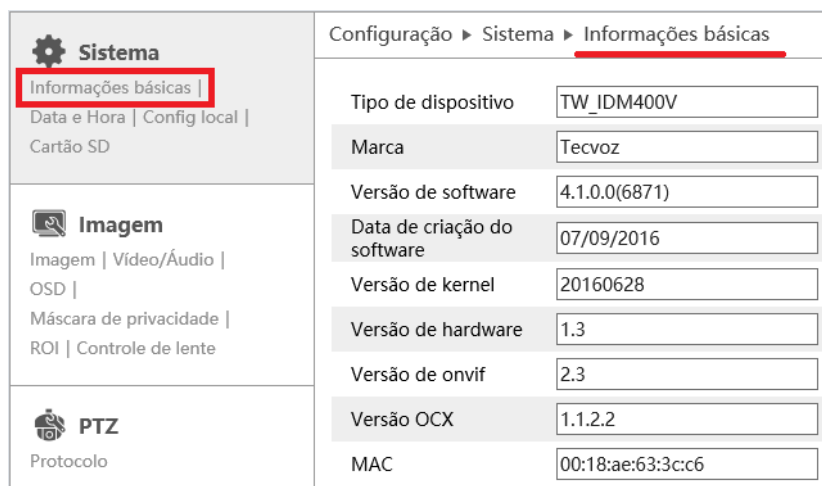 Sistema
Informações básicas |
Data e Hora | Config local |
Cartão SD
Imagem
Imagem | Vídeo/Áudio |
OSD |
Máscara de privacidade |
ROI | Controle de lente
PTZ
Protocolo
Configuração ▶ Sistema ▶ Informações básicas
Tipo de dispositivo TW_IDM400V
Marca Tecvoz
Versão de software 4.1.0.0(6871)
Data de criação do
software 07/09/2016
Versão de kernel 20160628
Versão de hardware 1.3
Versão de onvif 2.3
Versão OCX 1.1.2.2
MAC 00:18:ae:63:3c:c6